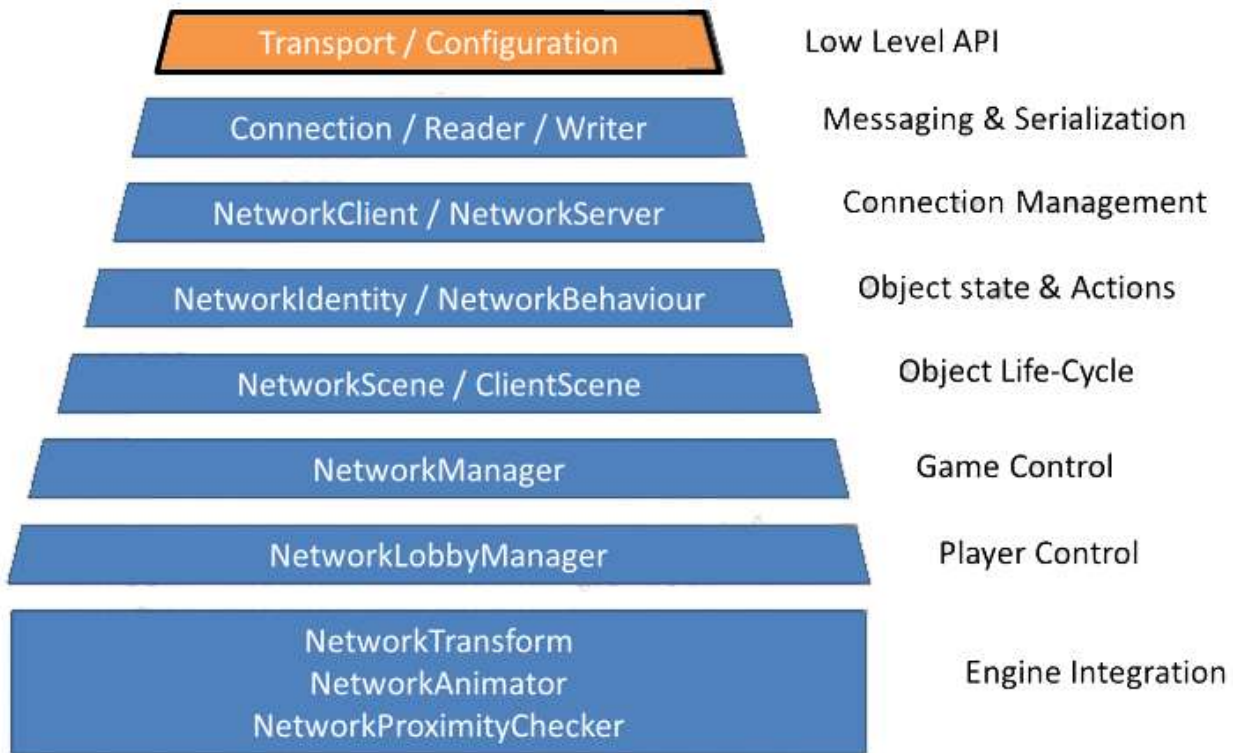 Transport / Configuration
Low Level API
Connection / Reader / Writer
Messaging & Serialization
NetworkClient / NetworkServer
Connection Management
NetworkIdentity / NetworkBehaviour
Object state & Actions
NetworkScene / ClientScene
Object Life-Cycle
NetworkManager
Game Control
NetworkLobbyManager
Player Control
NetworkTransform
NetworkAnimator
NetworkProximityChecker
Engine Integration